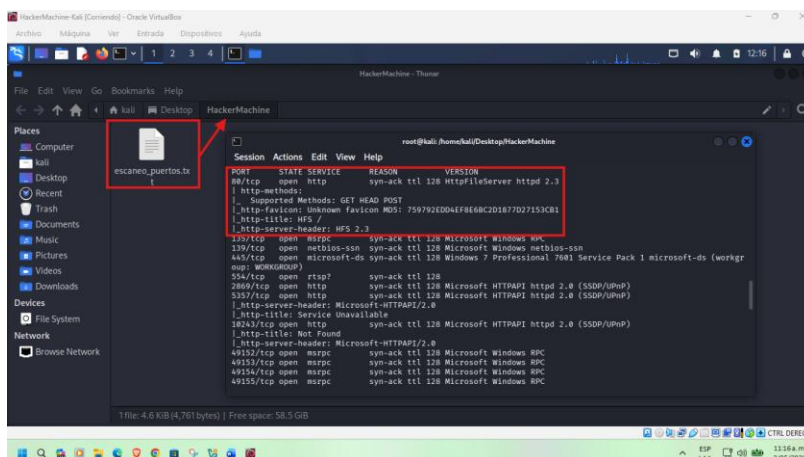 HackerMachine-Kali [Corriendo] - Oracle VirtualBox
Archivo Máquina Ver Entrada Dispositivos Ayuda
1 2 3 4 12:16
HackerMachine - Thunar
File Edit View Go Bookmarks Help
kali Desktop HackerMachine
Places
Computer
kali
Desktop
Recent
Trash
Documents
Music
Pictures
Videos
Downloads
Devices
File System
Network
Browse Network
escaneo_puertos.tx
t
root@kali: /home/kali/Desktop/HackerMachine
Session Actions Edit View Help
PORT STATE SERVICE REASON VERSION
80/tcp open http syn-ack ttl 128 HttpFileServer httpd 2.3
| http-methods:
|_ Supported Methods: GET HEAD POST
|_http-favicon: Unknown favicon MD5: 759792EDD4EF8E6BC2D1877D27153CB1
|_http-title: HFS /
|_http-server-header: HFS 2.3
135/tcp open msrpc syn-ack ttl 128 Microsoft Windows RPC
139/tcp open netbios-ssn syn-ack ttl 128 Microsoft Windows netbios-ssn
445/tcp open microsoft-ds syn-ack ttl 128 Windows 7 Professional 7601 Service Pack 1 microsoft-ds (workgr
oup: WORKGROUP)
554/tcp open rtsp? syn-ack ttl 128
2869/tcp open http syn-ack ttl 128 Microsoft HTTPAPI httpd 2.0 (SSDP/UPnP)
5357/tcp open http syn-ack ttl 128 Microsoft HTTPAPI httpd 2.0 (SSDP/UPnP)
|_http-server-header: Microsoft-HTTPAPI/2.0
|_http-title: Service Unavailable
10243/tcp open http syn-ack ttl 128 Microsoft HTTPAPI httpd 2.0 (SSDP/UPnP)
|_http-title: Not Found
|_http-server-header: Microsoft-HTTPAPI/2.0
49152/tcp open msrpc syn-ack ttl 128 Microsoft Windows RPC
49153/tcp open msrpc syn-ack ttl 128 Microsoft Windows RPC
49154/tcp open msrpc syn-ack ttl 128 Microsoft Windows RPC
49155/tcp open msrpc syn-ack ttl 128 Microsoft Windows RPC
1 file: 4.6 KiB (4,761 bytes) | Free space: 58.5 GiB
CTRL DEREC
ESP 11:16 a.m.